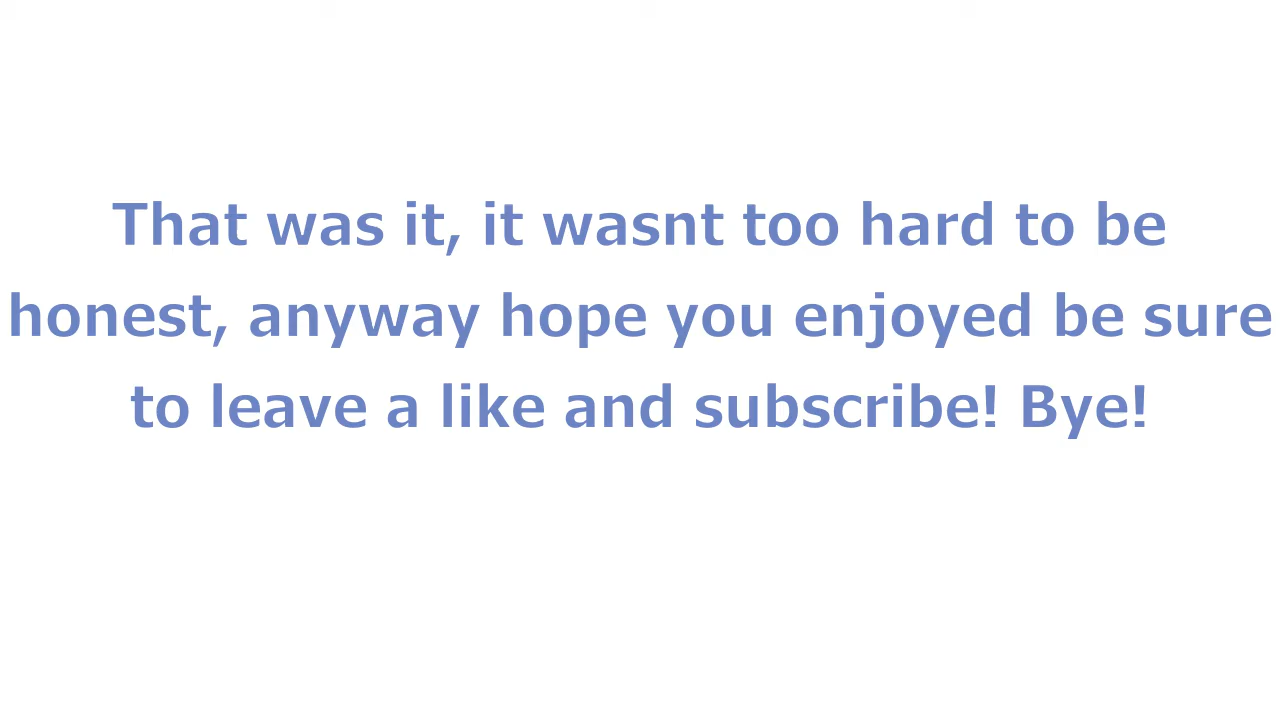 That was it, it wasnt too hard to be
honest, anyway hope you enjoyed be sure
to leave a like and subscribe! Bye!